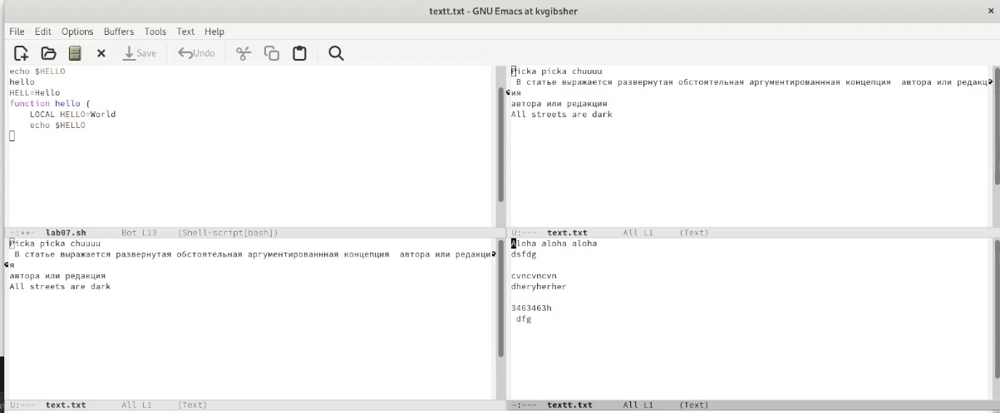 textt.txt - GNU Emacs at kvgibsher
File Edit Options Buffers Tools Text Help
Save Undo
echo $HELLO
hello
HELL=Hello
function hello {
    LOCAL HELLO=World
    echo $HELLO
-:**- lab07.sh Bot L13 (Shell-script[bash])
Picka picka chuuuu
 В статье выражается развернутая обстоятельная аргументированнная концепция  автора или редакц
ия
автора или редакция
All streets are dark
U:--- text.txt All L1 (Text)
Picka picka chuuuu
 В статье выражается развернутая обстоятельная аргументированнная концепция  автора или редакци
я
автора или редакция
All streets are dark
U:--- text.txt All L1 (Text)
Aloha aloha aloha
dsfdg
cvncvncvn
dheryherher
3463463h
 dfg
-:--- textt.txt All L1 (Text)